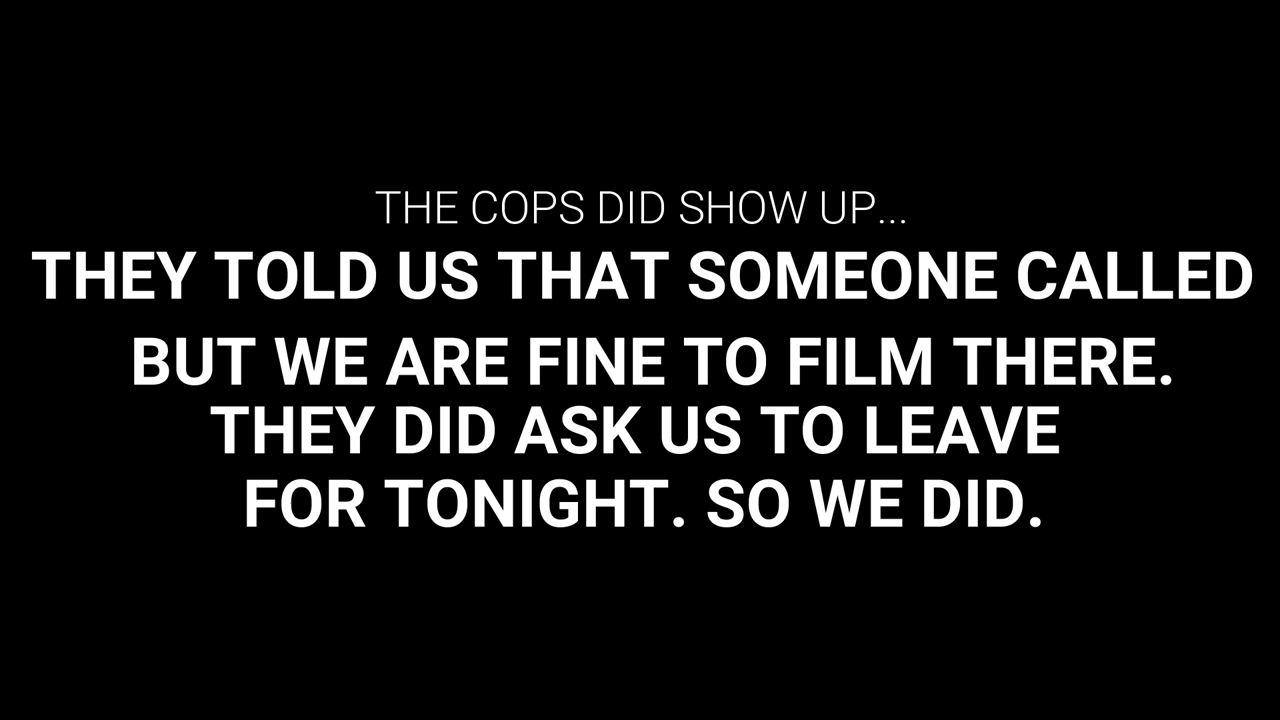 THE COPS DID SHOW UP...
THEY TOLD US THAT SOMEONE CALLED
BUT WE ARE FINE TO FILM THERE.
THEY DID ASK US TO LEAVE
FOR TONIGHT. SO WE DID.